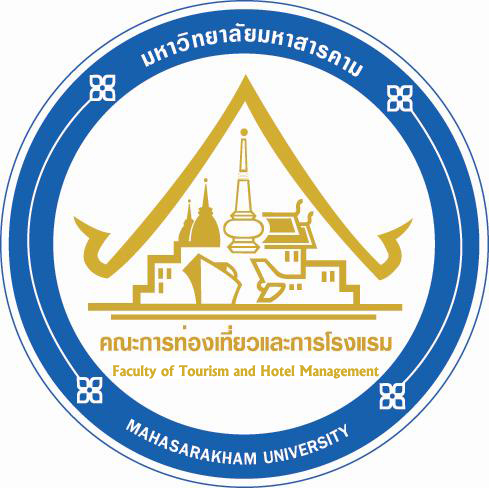 มหาวิทยาลัยมหาสารคาม
คณะการท่องเที่ยวและการโรงแรม
Faculty of Tourism and Hotel Management
MAHASARAKHAM UNIVERSITY